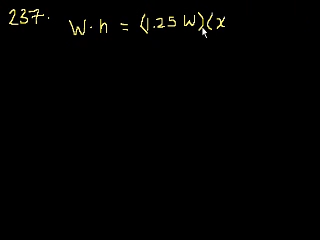 237. W·h = (1.25 W)(x